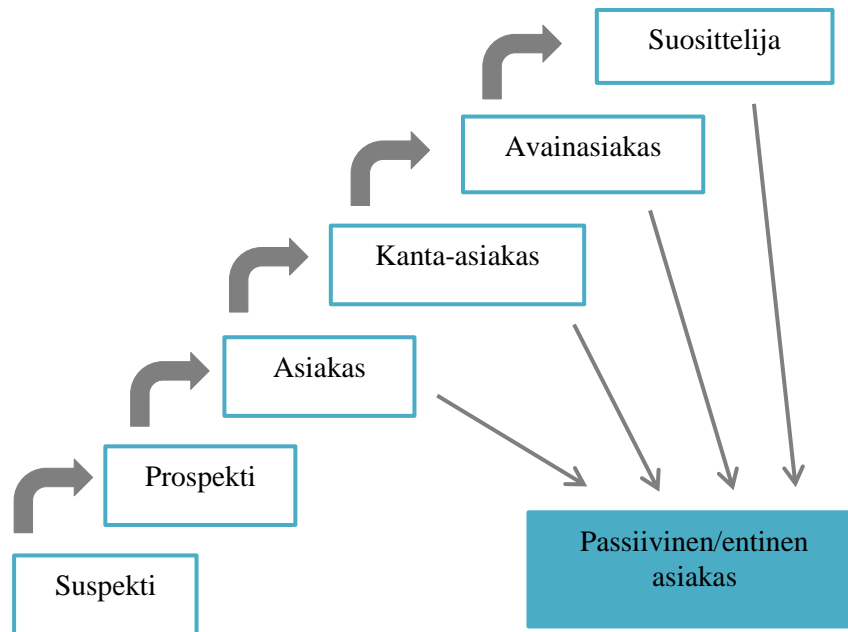 Suosittelija
Avainasiakas
Kanta-asiakas
Asiakas
Prospekti
Suspekti
Passiivinen/entinen
asiakas